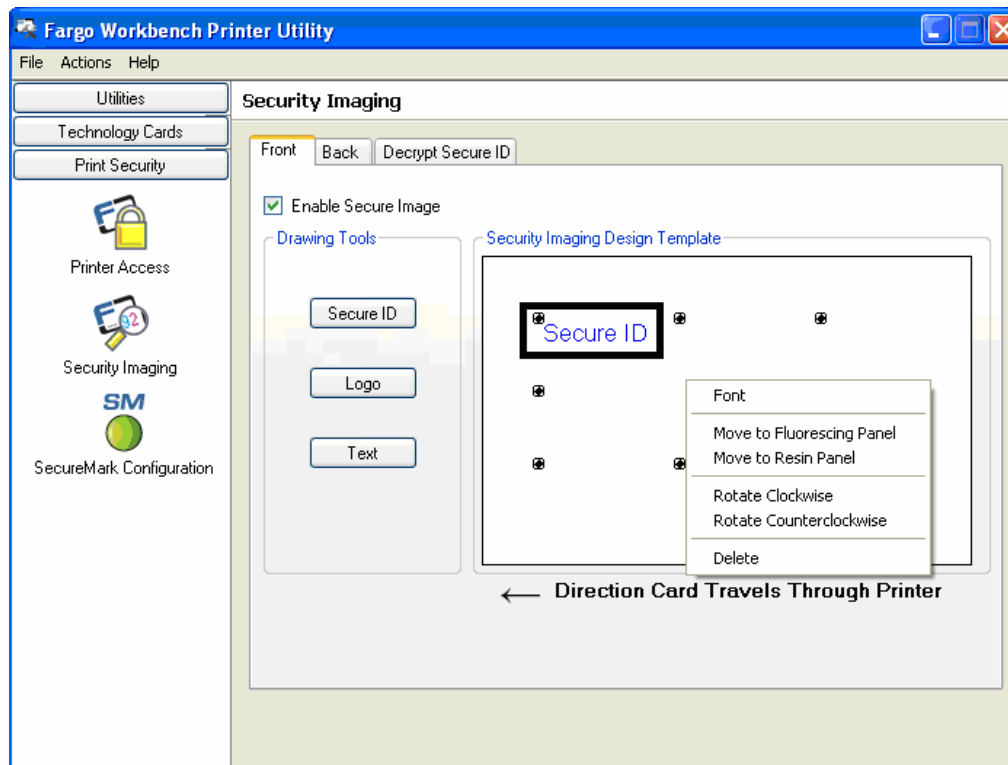 Fargo Workbench Printer Utility
File Actions Help
Utilities
Technology Cards
Print Security
Printer Access
Security Imaging
SM
SecureMark Configuration
Security Imaging
Front Back Decrypt Secure ID
Enable Secure Image
Drawing Tools
Secure ID
Logo
Text
Security Imaging Design Template
Secure ID
Font
Move to Fluorescing Panel
Move to Resin Panel
Rotate Clockwise
Rotate Counterclockwise
Delete
← Direction Card Travels Through Printer